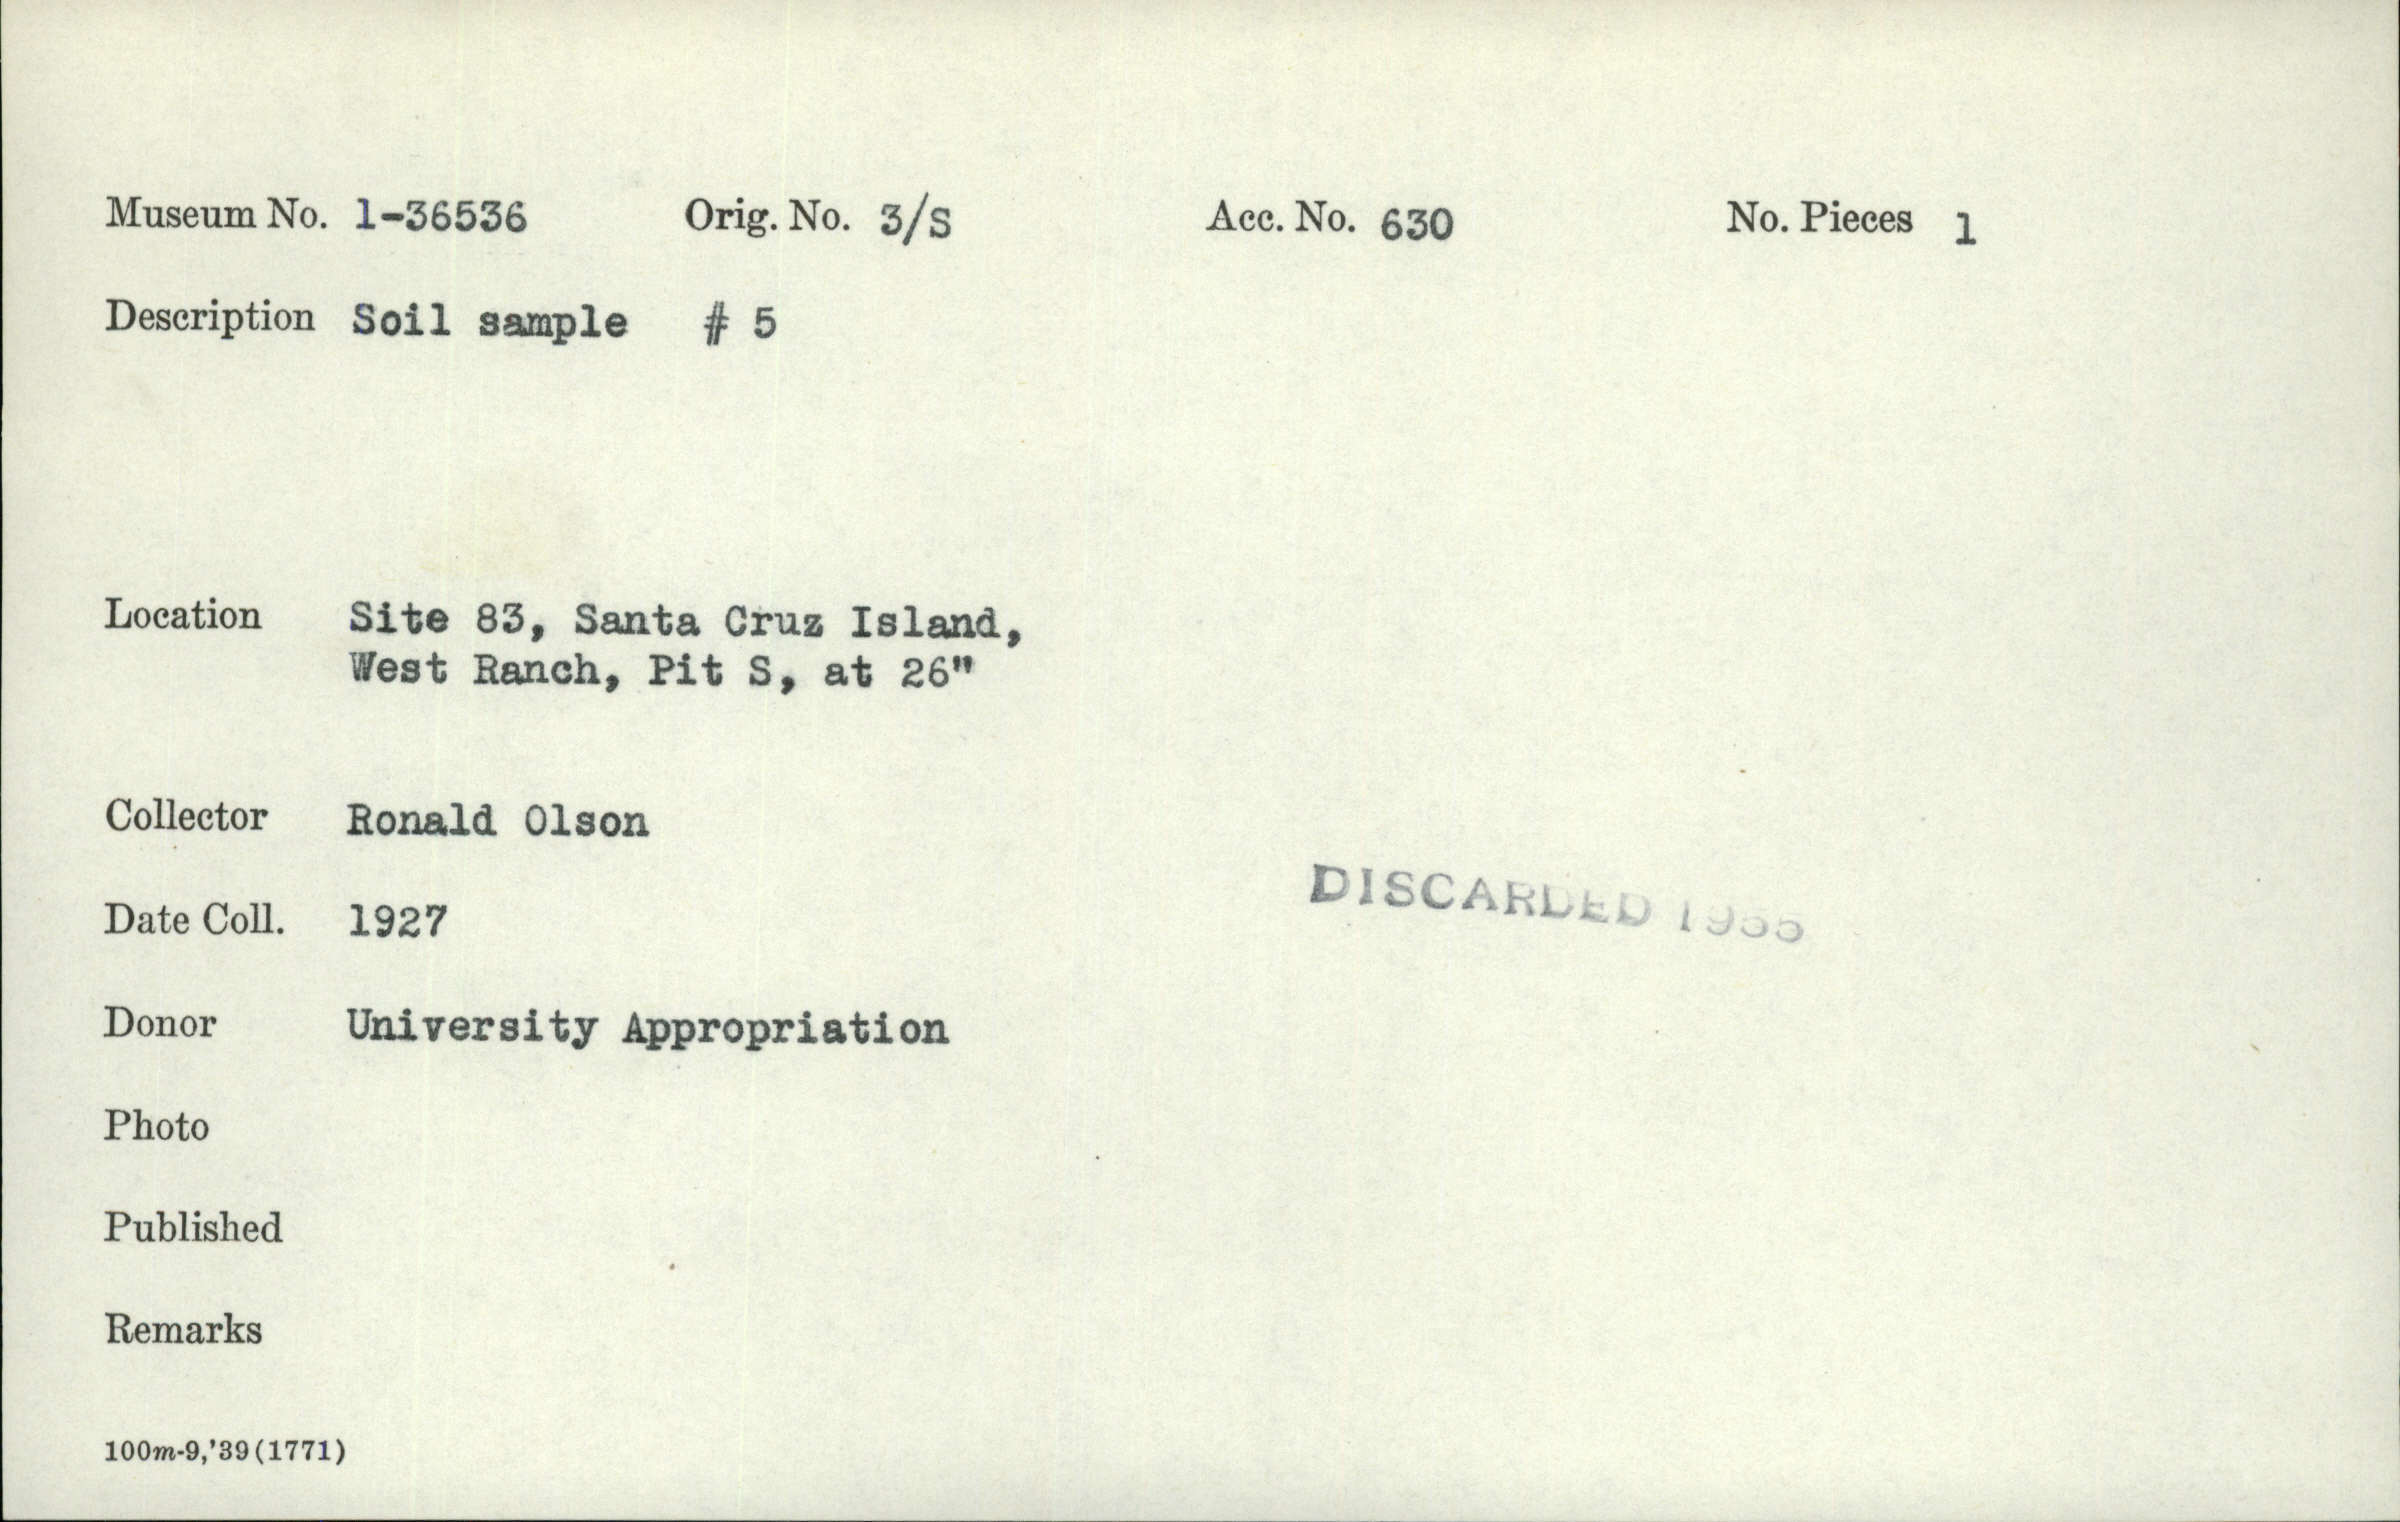 Museum No. 1-36536 Orig. No. 3/S Acc. No. 630 No. Pieces 1
Description Soil sample # 5
Location Site 83, Santa Cruz Island,
West Ranch, Pit S, at 26"
Collector Ronald Olson
DISCARDED 1955
Date Coll. 1927
Donor University Appropriation
Photo
Published
Remarks
100m-9,'39(1771)